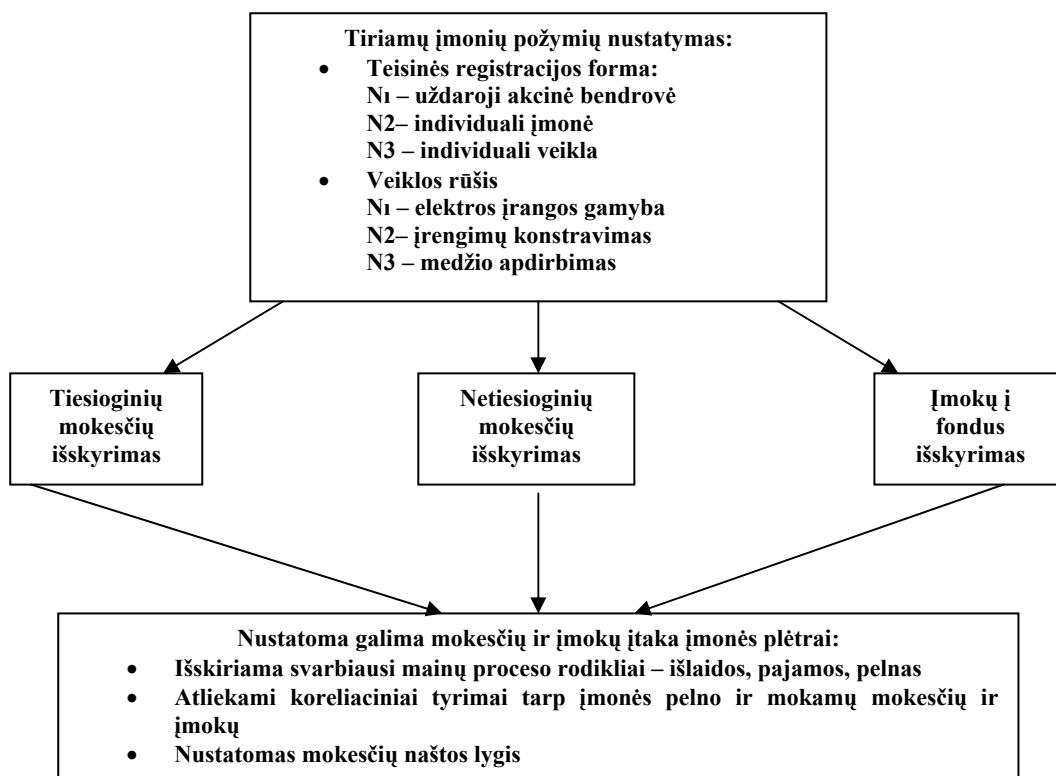 Tiriamų įmonių požymių nustatymas:
• Teisinės registracijos forma:
N1 – uždaroji akcinė bendrovė
N2– individuali įmonė
N3 – individuali veikla
• Veiklos rūšis
N1 – elektros įrangos gamyba
N2– įrengimų konstravimas
N3 – medžio apdirbimas
Tiesioginių
mokesčių
išskyrimas
Netiesioginių
mokesčių
išskyrimas
Įmokų į
fondus
išskyrimas
Nustatoma galima mokesčių ir įmokų įtaka įmonės plėtrai:
• Išskiriama svarbiausi mainų proceso rodikliai – išlaidos, pajamos, pelnas
• Atliekami koreliaciniai tyrimai tarp įmonės pelno ir mokamų mokesčių ir
įmokų
• Nustatomas mokesčių naštos lygis